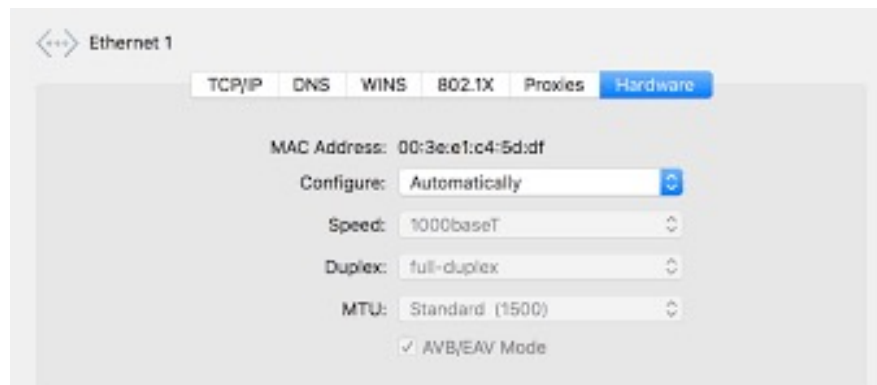 Ethernet 1
TCP/IP DNS WINS 802.1X Proxies Hardware
MAC Address: 00:3e:e1:c4:5d:df
Configure: Automatically
Speed: 1000baseT
Duplex: full-duplex
MTU: Standard (1500)
AVB/EAV Mode